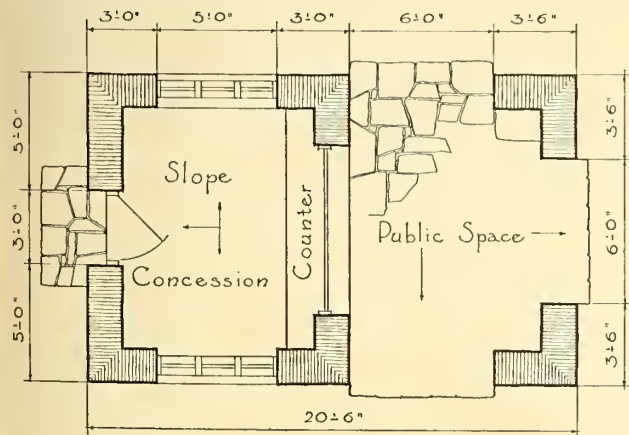 3'-0" 5'-0" 3'-0" 6'-0" 3'-6"
5'-0"
3'-0"
5'-0"
Slope
Concession
Counter
Public Space
3'-6"
6'-0"
3'-6"
20'-6"